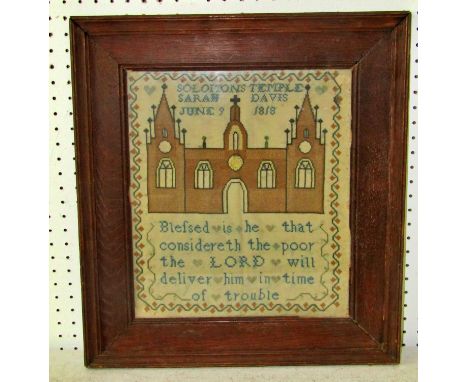 SOLOMONS TEMPLE
SARAH DAVIS
JUNE 9 1818
Bleſsed is he that
considereth the poor
the LORD will
deliver him in time
of trouble